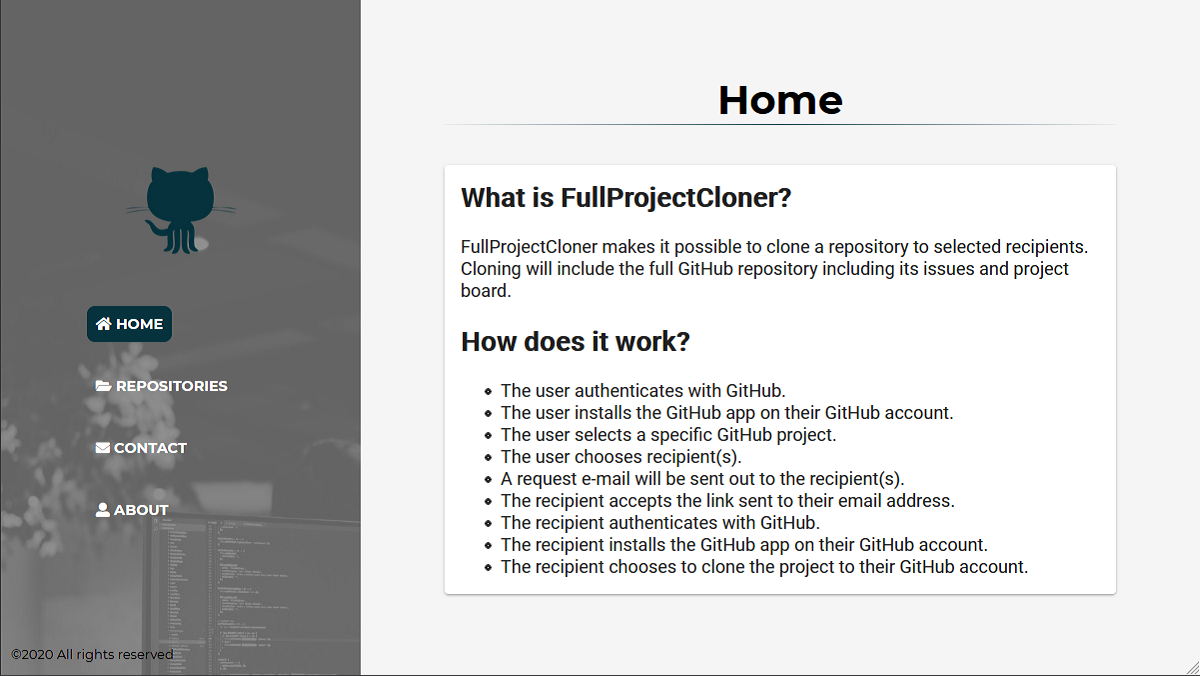 HOME
REPOSITORIES
CONTACT
ABOUT
©2020 All rights reserved
Home
What is FullProjectCloner?
FullProjectCloner makes it possible to clone a repository to selected recipients.
Cloning will include the full GitHub repository including its issues and project
board.
How does it work?
The user authenticates with GitHub.
The user installs the GitHub app on their GitHub account.
The user selects a specific GitHub project.
The user chooses recipient(s).
A request e-mail will be sent out to the recipient(s).
The recipient accepts the link sent to their email address.
The recipient authenticates with GitHub.
The recipient installs the GitHub app on their GitHub account.
The recipient chooses to clone the project to their GitHub account.